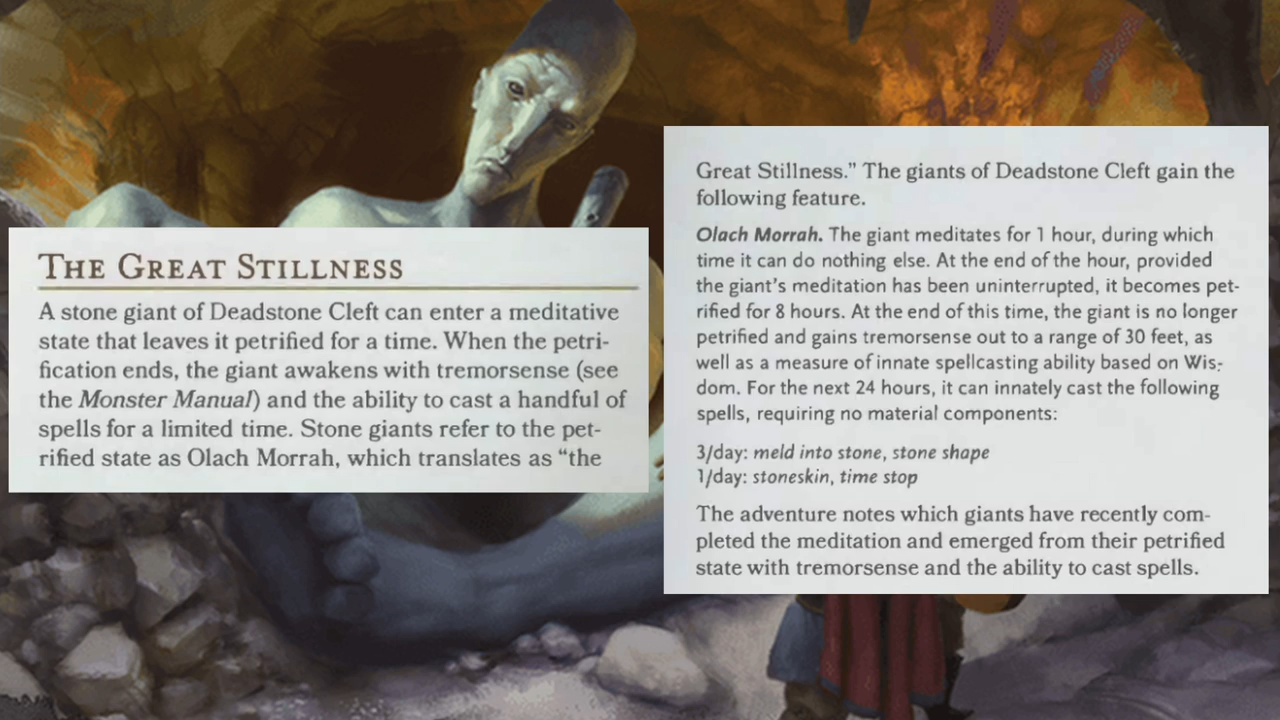 THE GREAT STILLNESS
A stone giant of Deadstone Cleft can enter a meditative
state that leaves it petrified for a time. When the petri-
fication ends, the giant awakens with tremorsense (see
the Monster Manual) and the ability to cast a handful of
spells for a limited time. Stone giants refer to the pet-
rified state as Olach Morrah, which translates as “the
Great Stillness.” The giants of Deadstone Cleft gain the
following feature.
Olach Morrah. The giant meditates for 1 hour, during which
time it can do nothing else. At the end of the hour, provided
the giant's meditation has been uninterrupted, it becomes pet-
rified for 8 hours. At the end of this time, the giant is no longer
petrified and gains tremorsense out to a range of 30 feet, as
well as a measure of innate spellcasting ability based on Wis-
dom. For the next 24 hours, it can innately cast the following
spells, requiring no material components:
3/day: meld into stone, stone shape
1/day: stoneskin, time stop
The adventure notes which giants have recently com-
pleted the meditation and emerged from their petrified
state with tremorsense and the ability to cast spells.